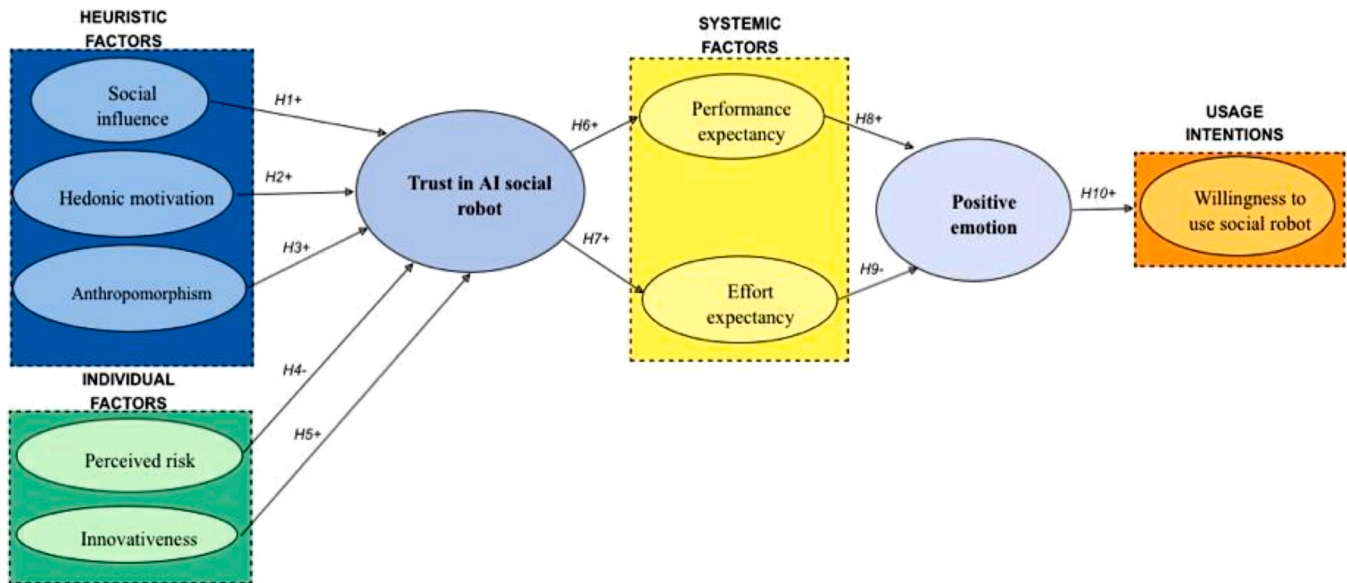 HEURISTIC
FACTORS
Social
influence
Hedonic motivation
Anthropomorphism
H1+
H2+
H3+
INDIVIDUAL
FACTORS
Perceived risk
Innovativeness
H4-
H5+
Trust in AI social
robot
H6+
H7+
SYSTEMIC
FACTORS
Performance
expectancy
Effort
expectancy
H8+
H9-
Positive
emotion
H10+
USAGE
INTENTIONS
Willingness to
use social robot